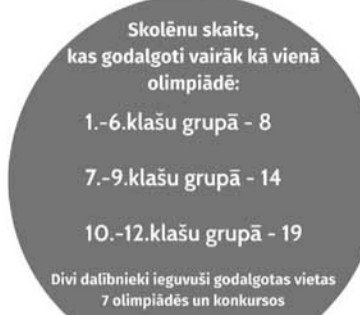 Skolēnu skaits,
kas godalgoti vairāk kā vienā
olimpiādē:
1.-6.klašu grupā - 8
7.-9.klašu grupā - 14
10.-12.klašu grupā - 19
Divi dalībnieki ieguvuši godalgotas vietas
7 olimpiādēs un konkursos